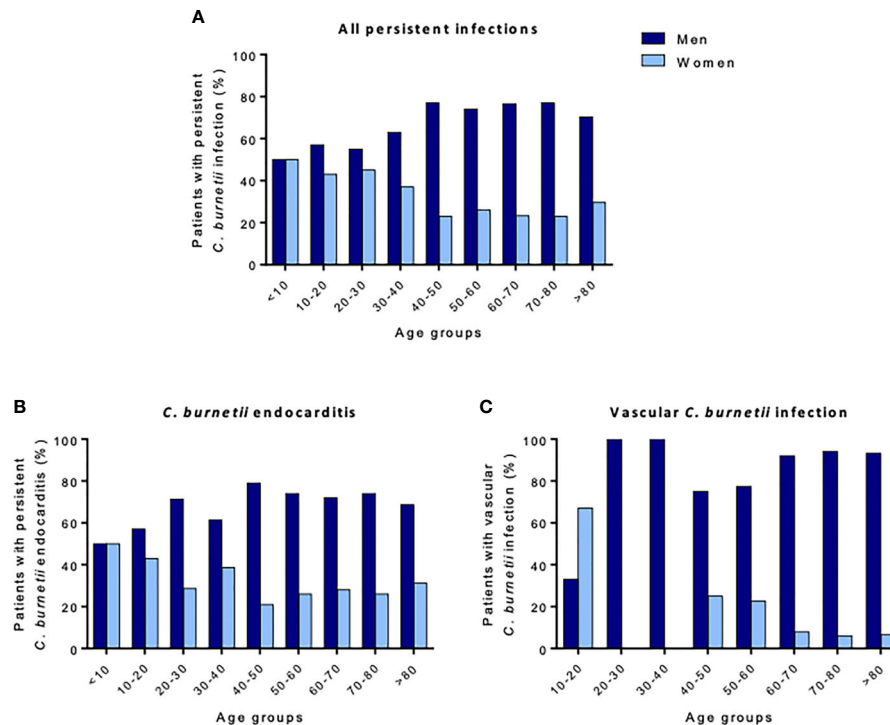 A
All persistent infections
Men
Women
Patients with persistent
C. burnetii infection (%)
100
80
60
40
20
0
<10
10-20
20-30
30-40
40-50
50-60
60-70
70-80
>80
Age groups
B
C. burnetii endocarditis
Patients with persistent
C. burnetii endocarditis (%)
100
80
60
40
20
0
<10
10-20
20-30
30-40
40-50
50-60
60-70
70-80
>80
Age groups
C
Vascular C. burnetii infection
Patients with vascular
C. burnetii infection (%)
100
80
60
40
20
0
10-20
20-30
30-40
40-50
50-60
60-70
70-80
>80
Age groups